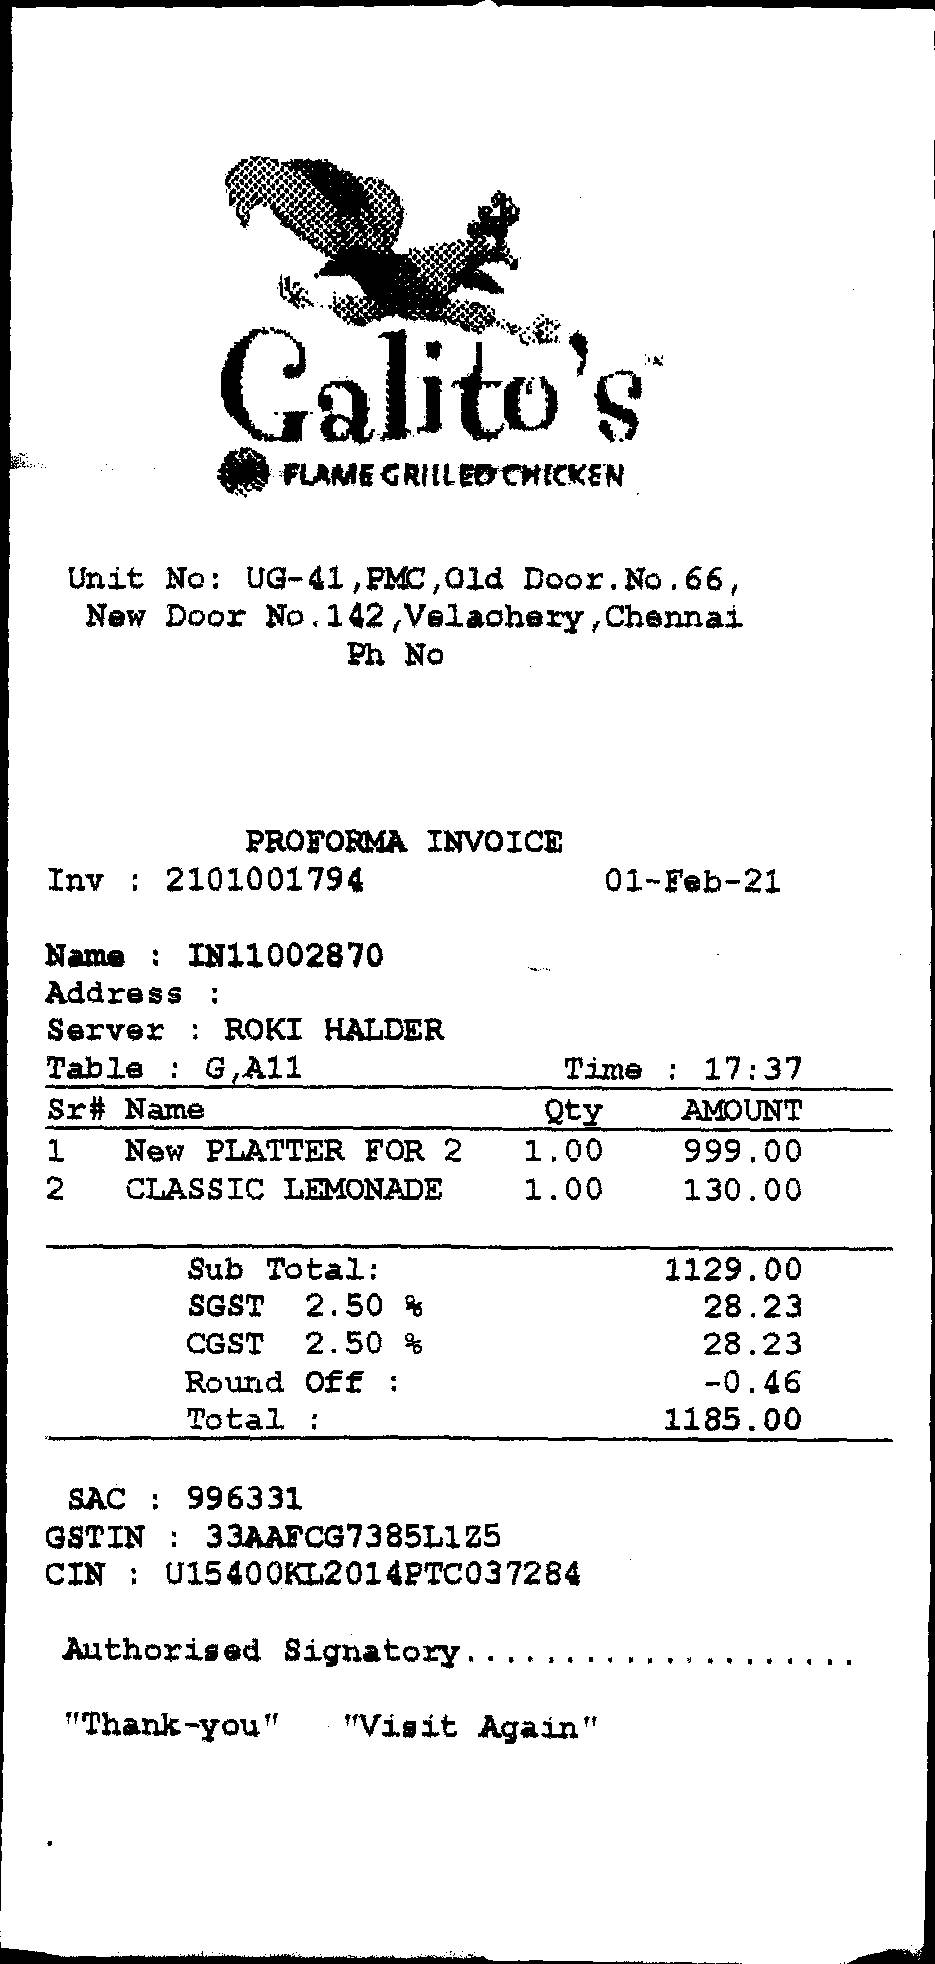 Galito's™
FLAME GRILLED CHICKEN
Unit No: UG-41,PMC,Old Door.No.66,
New Door No.142,Velachery,Chennai
Ph No
PROFORMA INVOICE
Inv : 2101001794 01-Feb-21
Name : IN11002870
Address :
Server : ROKI HALDER
Table : G,A11 Time : 17:37
Sr# Name Qty AMOUNT
1 New PLATTER FOR 2 1.00 999.00
2 CLASSIC LEMONADE 1.00 130.00
Sub Total: 1129.00
SGST 2.50 % 28.23
CGST 2.50 % 28.23
Round Off : -0.46
Total : 1185.00
SAC : 996331
GSTIN : 33AAFCG7385L1Z5
CIN : U15400KL2014PTC037284
Authorised Signatory....................
"Thank-you" "Visit Again"